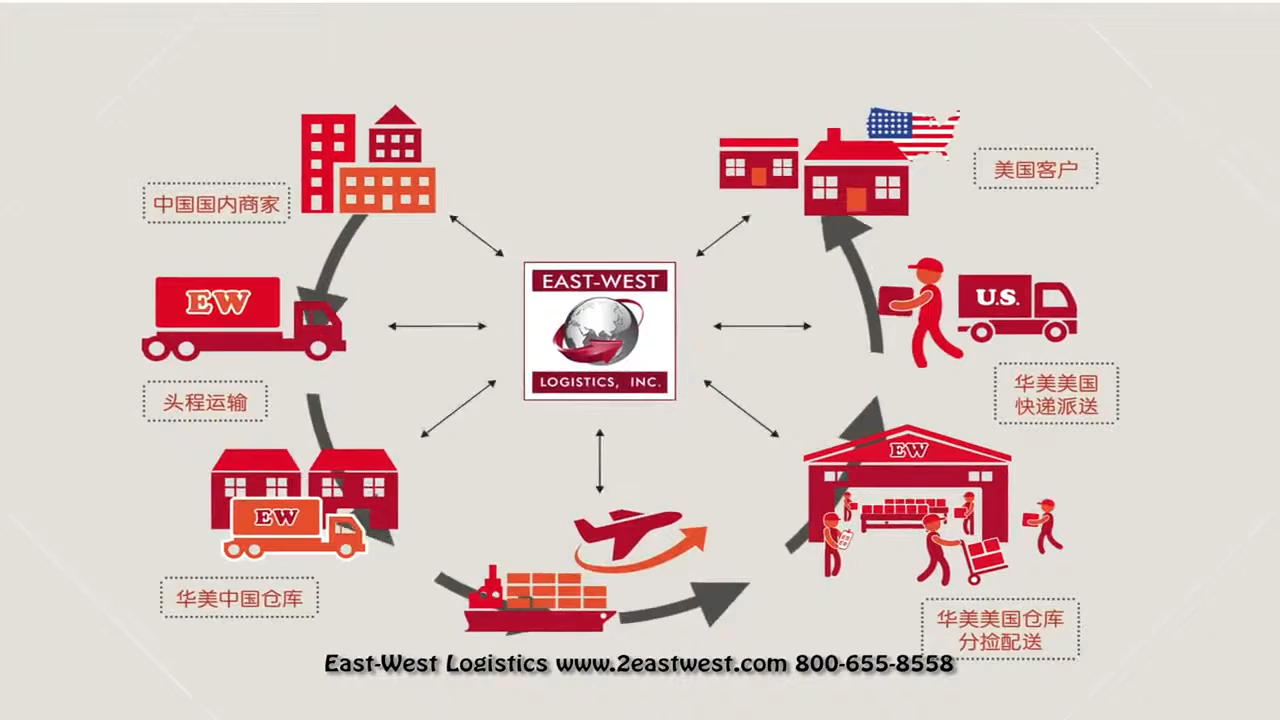 中国国内商家
美国客户
EAST-WEST
LOGISTICS, INC.
EW
U.S.
头程运输
华美美国
快递派送
EW
EW
华美中国仓库
华美美国仓库
分捡配送
East-West Logistics www.2eastwest.com 800-655-8558